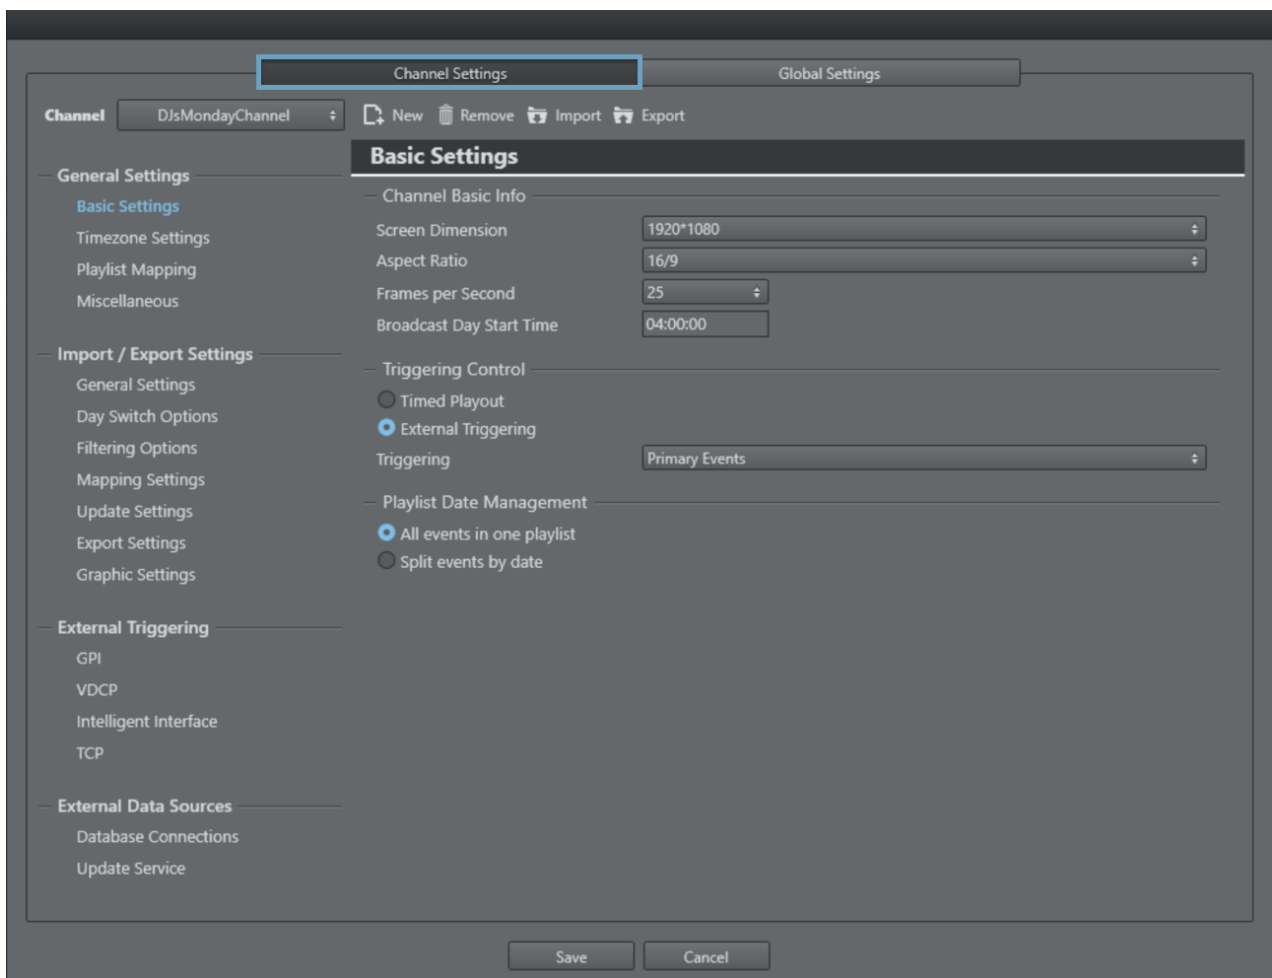 Channel Settings Global Settings
Channel DJsMondayChannel New Remove Import Export
General Settings
Basic Settings
Timezone Settings
Playlist Mapping
Miscellaneous
Import / Export Settings
General Settings
Day Switch Options
Filtering Options
Mapping Settings
Update Settings
Export Settings
Graphic Settings
External Triggering
GPI
VDCP
Intelligent Interface
TCP
External Data Sources
Database Connections
Update Service
Basic Settings
Channel Basic Info
Screen Dimension 1920*1080
Aspect Ratio 16/9
Frames per Second 25
Broadcast Day Start Time 04:00:00
Triggering Control
Timed Playout
External Triggering
Triggering Primary Events
Playlist Date Management
All events in one playlist
Split events by date
Save Cancel